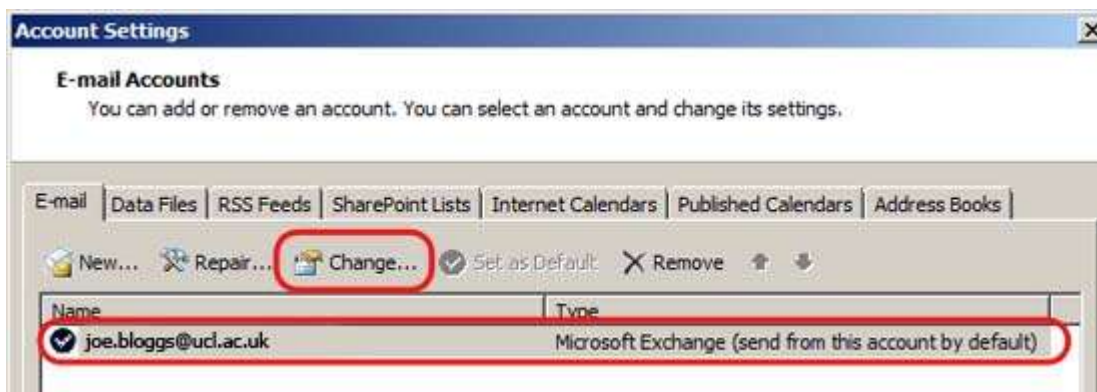 Account Settings
E-mail Accounts
You can add or remove an account. You can select an account and change its settings.
E-mail Data Files RSS Feeds SharePoint Lists Internet Calendars Published Calendars Address Books
New... Repair... Change... Set as Default Remove
Name Type
joe.bloggs@ucl.ac.uk Microsoft Exchange (send from this account by default)